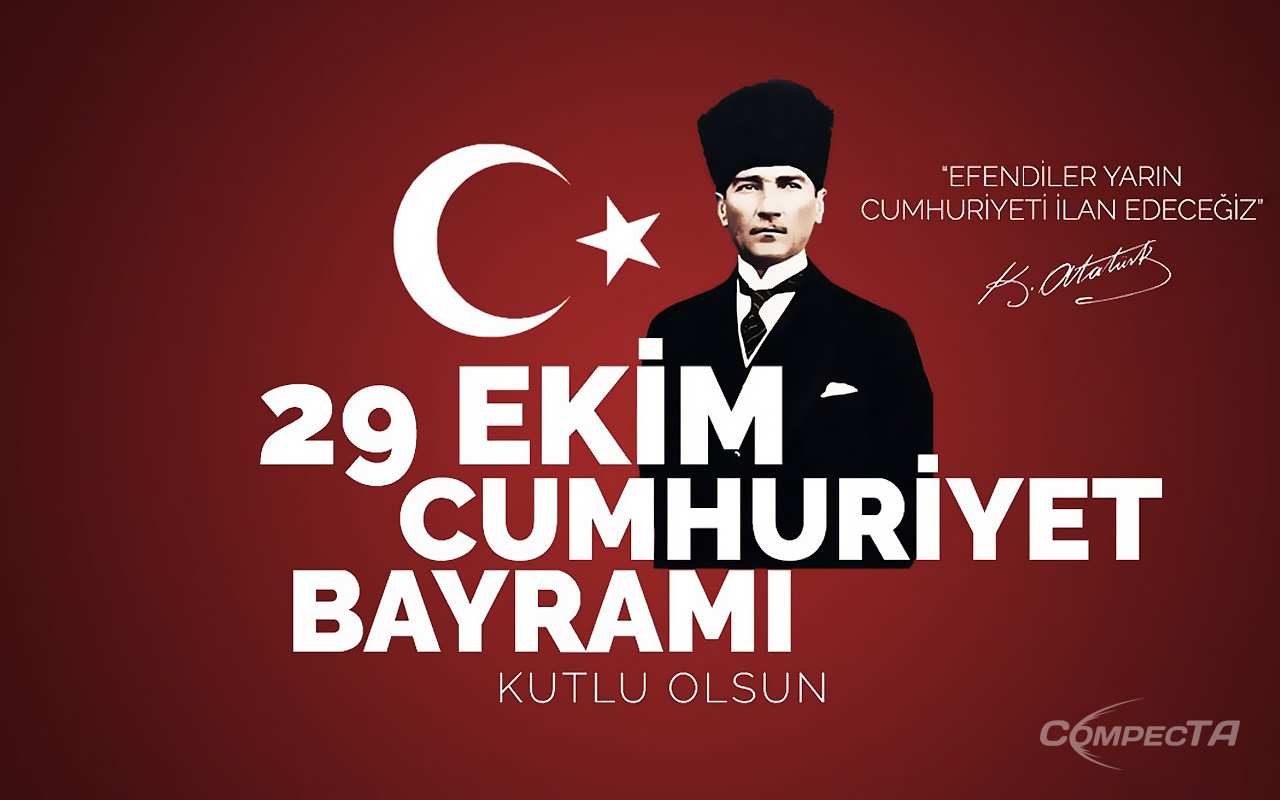 "EFENDİLER YARIN
CUMHURİYETİ İLAN EDECEĞİZ"
K. Atatürk
29 EKİM
CUMHURİYET
BAYRAMI
KUTLU OLSUN
COMPECTA